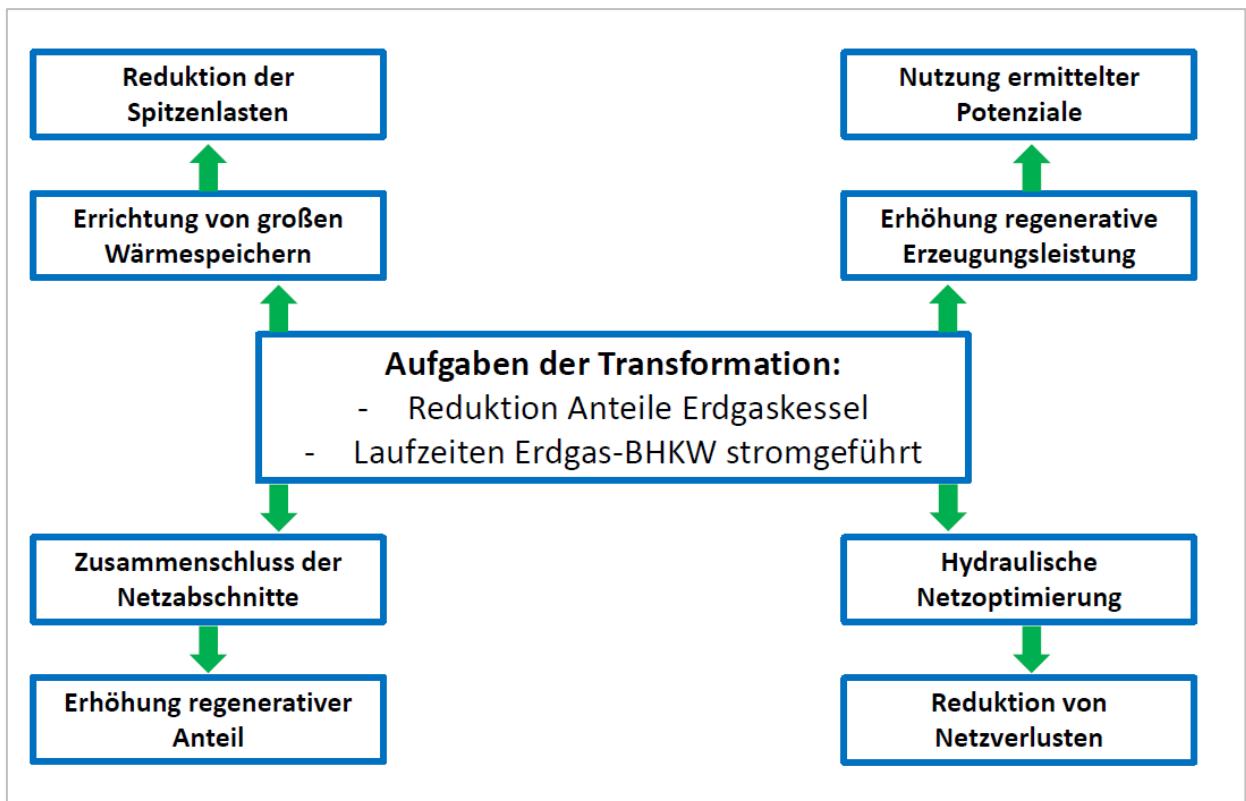 Reduktion der
Spitzenlasten
Nutzung ermittelter
Potenziale
Errichtung von großen
Wärmespeichern
Erhöhung regenerative
Erzeugungsleistung
Aufgaben der Transformation:
- Reduktion Anteile Erdgaskessel
- Laufzeiten Erdgas-BHKW stromgeführt
Zusammenschluss der
Netzabschnitte
Hydraulische
Netzoptimierung
Erhöhung regenerativer
Anteil
Reduktion von
Netzverlusten